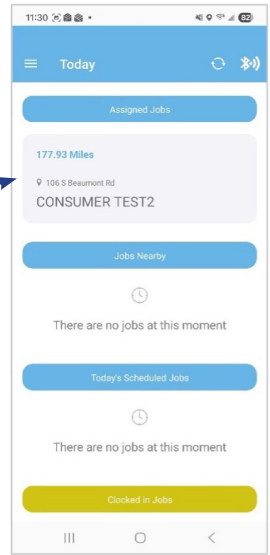 11:30
82
Today
Assigned Jobs
177.93 Miles
106 S Beaumont Rd
CONSUMER TEST2
Jobs Nearby
There are no jobs at this moment
Today's Scheduled Jobs
There are no jobs at this moment
Clocked in Jobs